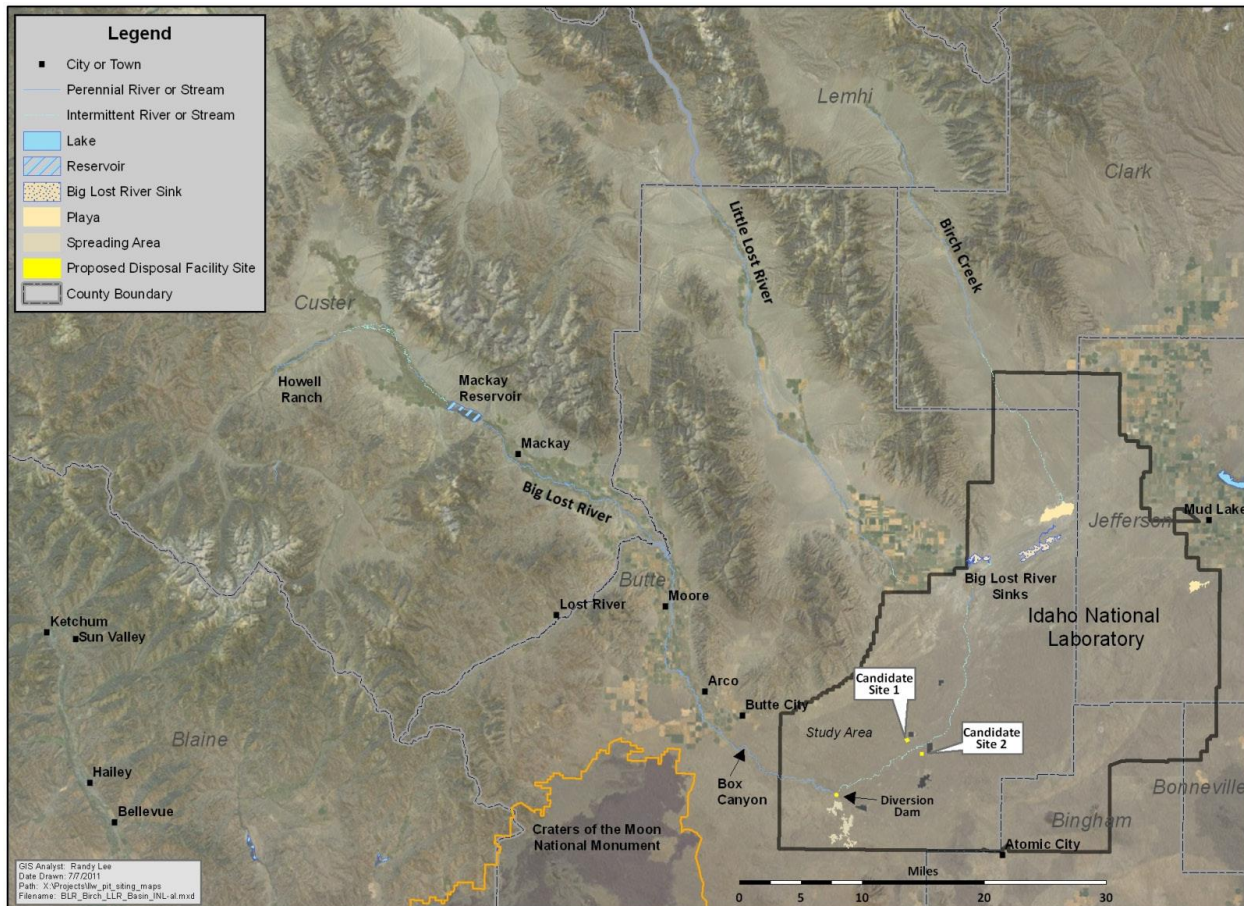 Legend
City or Town
Perennial River or Stream
Intermittent River or Stream
Lake
Reservoir
Big Lost River Sink
Playa
Spreading Area
Proposed Disposal Facility Site
County Boundary
Lemhi
Clark
Little Lost River
Birch Creek
Custer
Howell
Ranch
Mackay
Reservoir
Mackay
Big Lost River
Jefferson
Mud Lake
Big Lost River
Sinks
Butte
Moore
Lost River
Idaho National
Laboratory
Ketchum
Sun Valley
Arco
Butte City
Candidate
Site 1
Study Area
Candidate
Site 2
Blaine
Box
Canyon
Hailey
Bellevue
Diversion
Dam
Bonneville
Bingham
Craters of the Moon
National Monument
Atomic City
Miles
0 5 10 20 30
GIS Analyst: Randy Lee
Date Drawn: 7/7/2011
Path: X:\Projects\llw_pit_siting_maps
Filename: BLR_Birch_LLR_Basin_INL-al.mxd